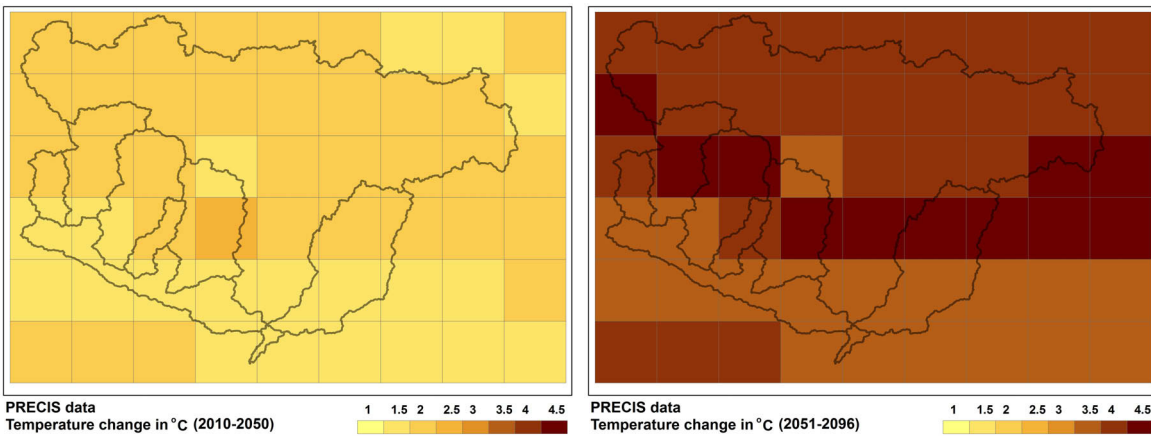 PRECIS data
Temperature change in °C (2010-2050)
1 1.5 2 2.5 3 3.5 4 4.5
PRECIS data
Temperature change in °C (2051-2096)
1 1.5 2 2.5 3 3.5 4 4.5